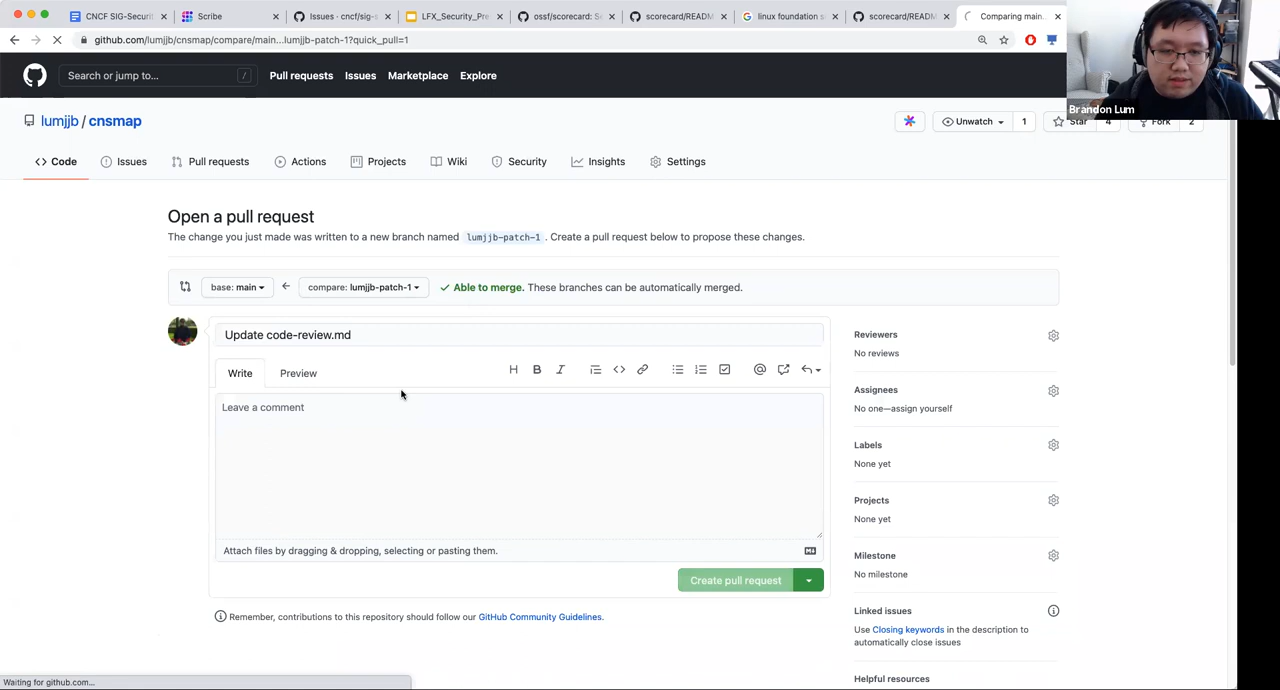 CNCF SIG-Securit
Scribe
Issues · cncf/sig-s
LFX_Security_Pre
ossf/scorecard: Se
scorecard/READM
linux foundation s
scorecard/READM
Comparing main..
github.com/lumjjb/cnsmap/compare/main...lumjjb-patch-1?quick_pull=1
Search or jump to...
/
Pull requests
Issues
Marketplace
Explore
Brandon Lum
lumjjb / cnsmap
Unwatch
1
Star
4
Fork
2
Code
Issues
Pull requests
Actions
Projects
Wiki
Security
Insights
Settings
Open a pull request
The change you just made was written to a new branch named lumjjb-patch-1 . Create a pull request below to propose these changes.
base: main
compare: lumjjb-patch-1
Able to merge. These branches can be automatically merged.
Update code-review.md
Write
Preview
H
B
I
Leave a comment
Attach files by dragging & dropping, selecting or pasting them.
Create pull request
Remember, contributions to this repository should follow our GitHub Community Guidelines.
Reviewers
No reviews
Assignees
No one—assign yourself
Labels
None yet
Projects
None yet
Milestone
No milestone
Linked issues
Use Closing keywords in the description to
automatically close issues
Helpful resources
Waiting for github.com...